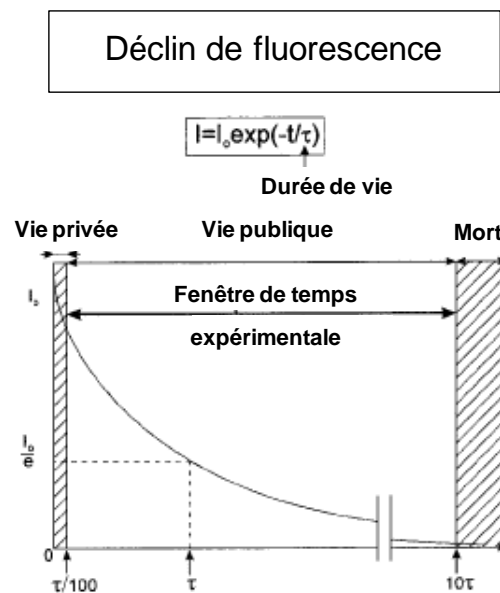 Déclin de fluorescence
I=I₀exp(-t/τ)
Durée de vie
Vie privée Vie publique Mort
Fenêtre de temps
I₀
expérimentale
I₀
e
0
τ/100 τ 10τ